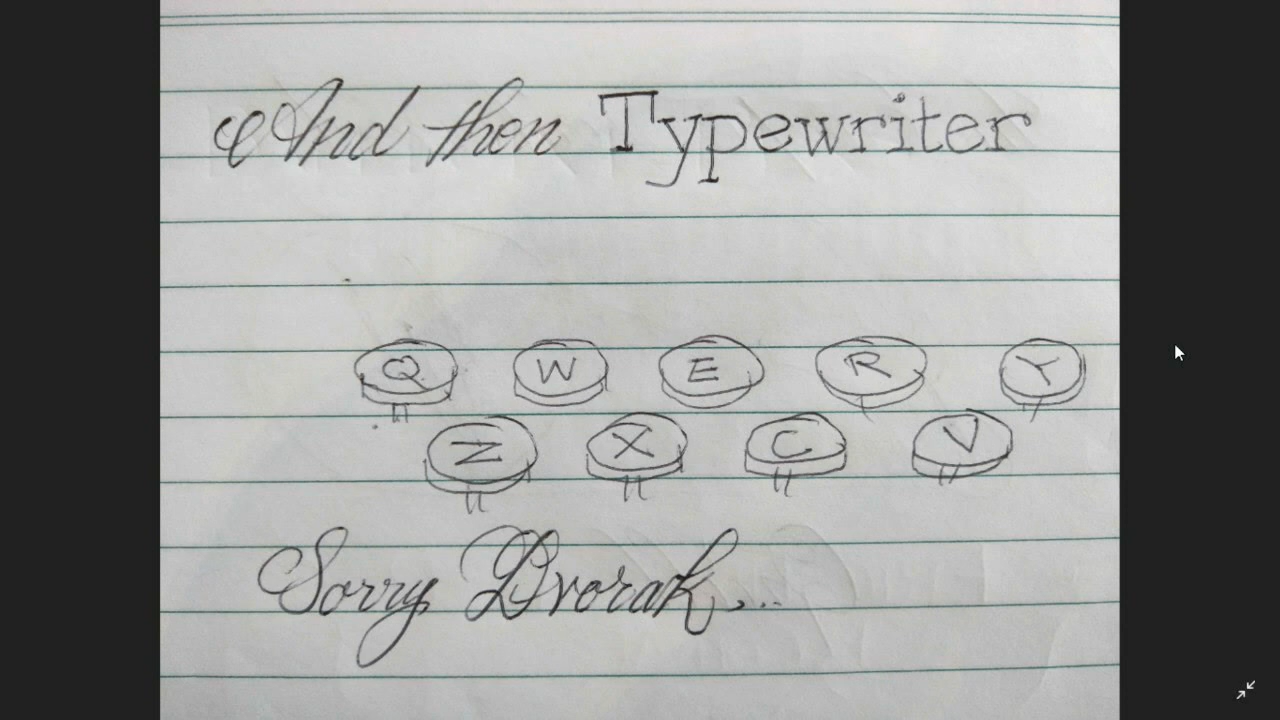 And then Typewriter
Q W E R Y
Z X C V
Sorry Dvorak...